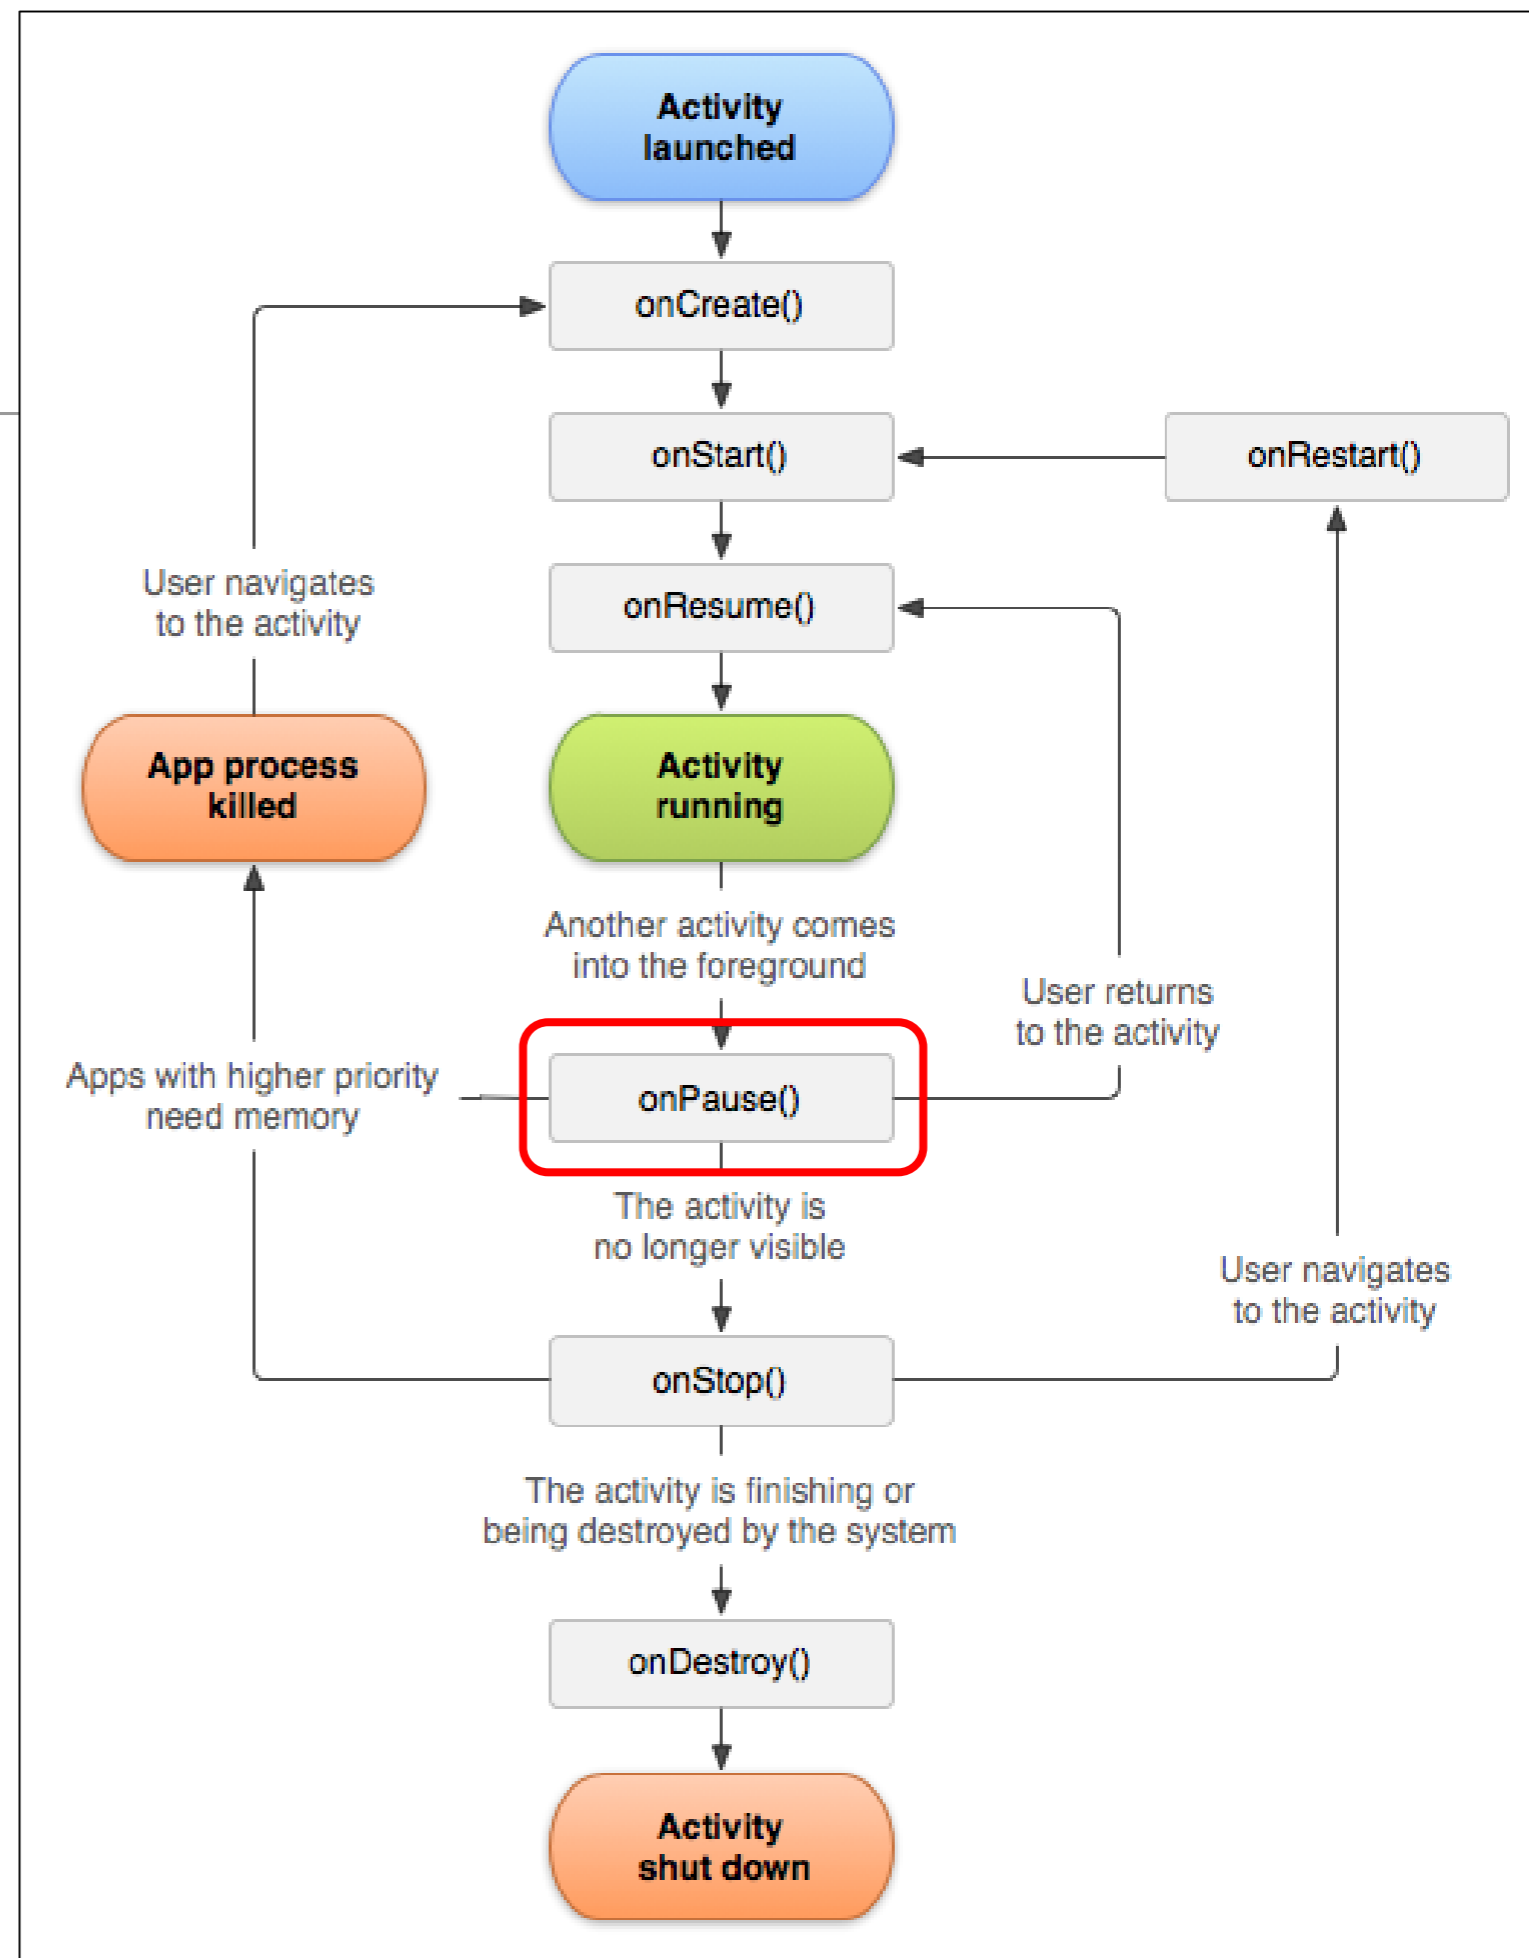 Activity
launched
onCreate()
onStart()
onRestart()
User navigates
to the activity
onResume()
App process
killed
Activity
running
Another activity comes
into the foreground
User returns
to the activity
Apps with higher priority
need memory
onPause()
The activity is
no longer visible
User navigates
to the activity
onStop()
The activity is finishing or
being destroyed by the system
onDestroy()
Activity
shut down